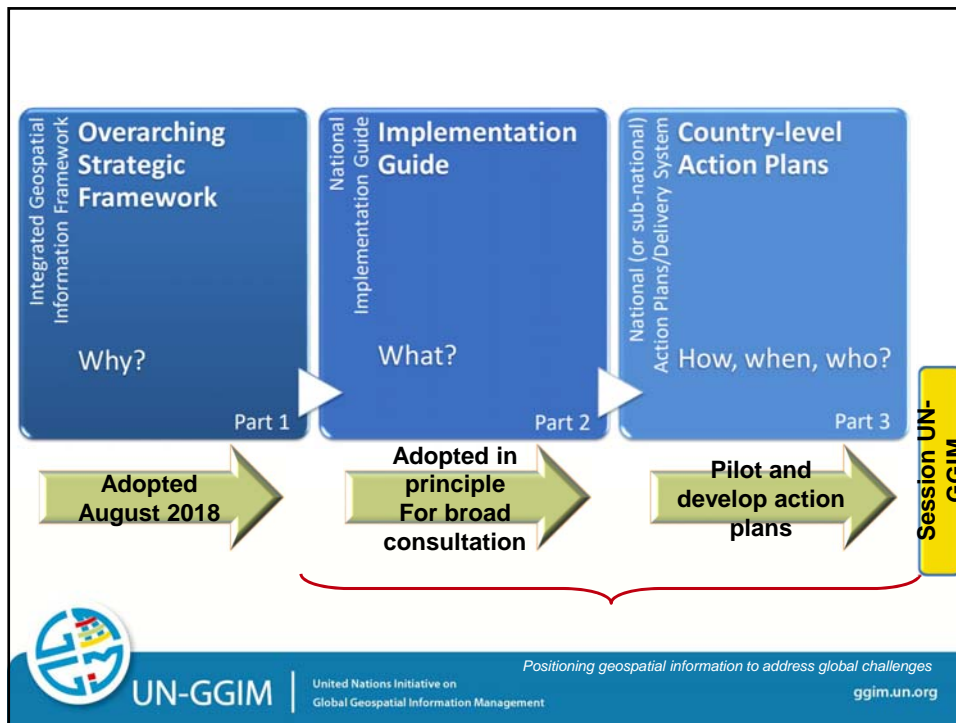 Integrated Geospatial
Information Framework
Overarching
Strategic
Framework
Why?
Part 1
National
Implementation Guide
Implementation
Guide
What?
Part 2
National (or sub-national)
Action Plans/Delivery System
Country-level
Action Plans
How, when, who?
Part 3
Adopted
August 2018
Adopted in
principle
For broad
consultation
Pilot and
develop action
plans
Session UN-
GGIM
Positioning geospatial information to address global challenges
UN-GGIM
United Nations Initiative on
Global Geospatial Information Management
ggim.un.org